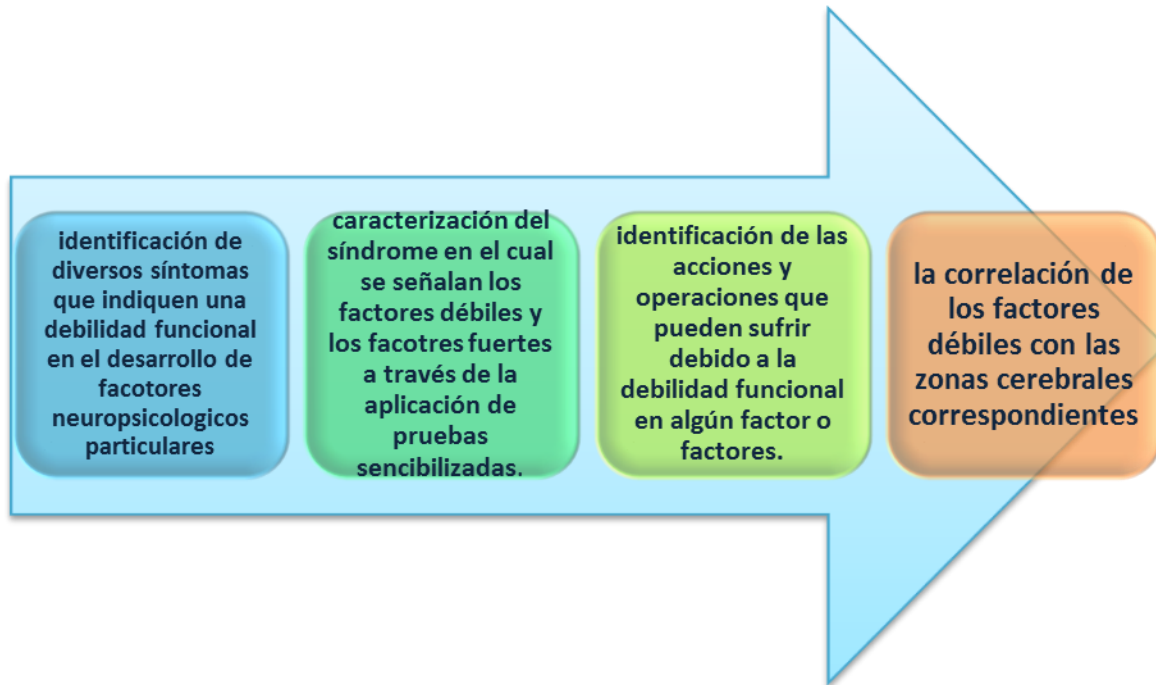 identificación de
diversos síntomas
que indiquen una
debilidad funcional
en el desarrollo de
facotores
neuropsicologicos
particulares
caracterización del
síndrome en el cual
se señalan los
factores débiles y
los facotres fuertes
a través de la
aplicación de
pruebas
sencibilizadas.
identificación de las
acciones y
operaciones que
pueden sufrir
debido a la
debilidad funcional
en algún factor o
factores.
la correlación de
los factores
débiles con las
zonas cerebrales
correspondientes